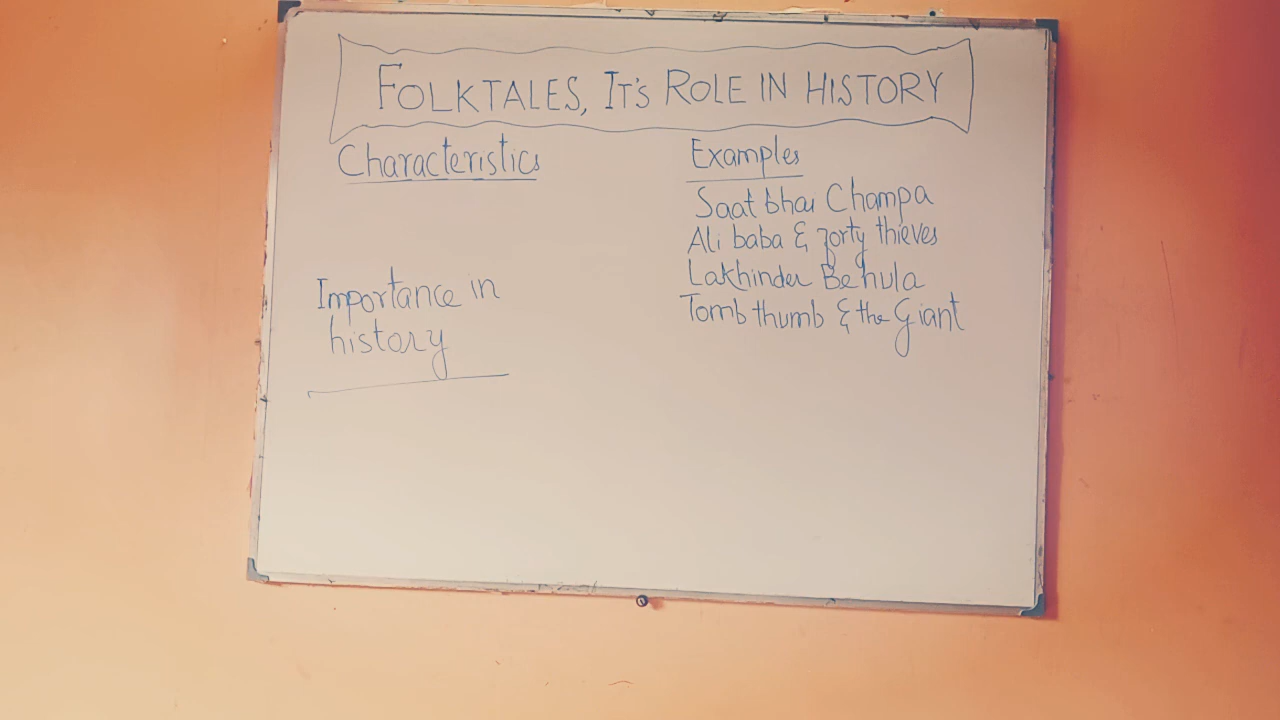 FOLKTALES, IT'S ROLE IN HISTORY
Characteristics
Importance in
history
Examples
Saat bhai Champa
Ali baba & forty thieves
Lakhinder Behula
Tomb thumb & the Giant